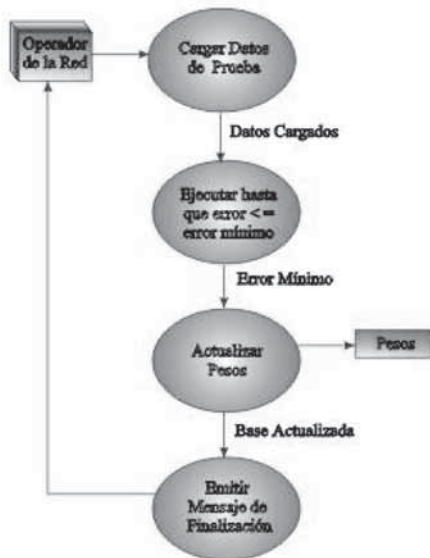 Operador
de la Red
Cargar Datos
de Prueba
Datos Cargados
Ejecutar hasta
que error < =
error mínimo
Error Mínimo
Actualizar
Pesos
Pesos
Base Actualizada
Emitir
Mensaje de
Finalización